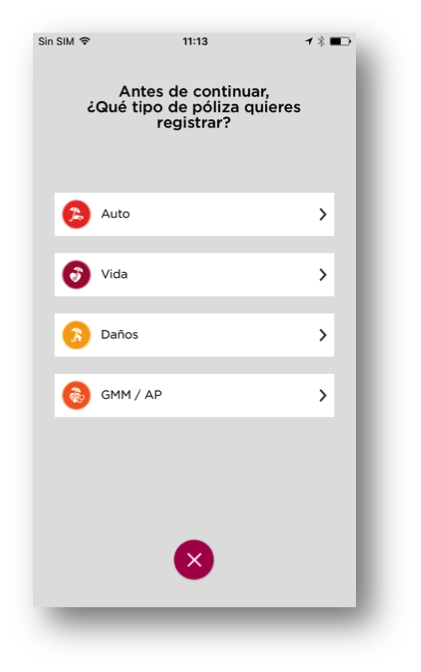 Sin SIM 11:13
Antes de continuar,
¿Qué tipo de póliza quieres
registrar?
Auto
Vida
Daños
GMM / AP